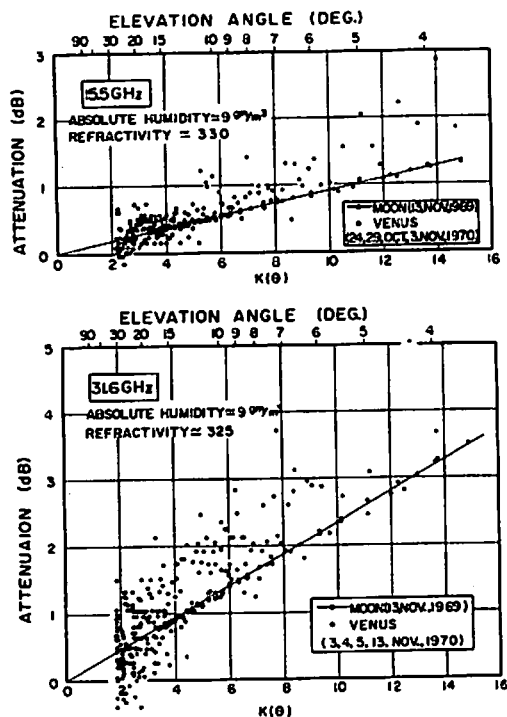 ELEVATION ANGLE (DEG.)
90 30 20 15 10 9 8 7 6 5 4
3
2
1
0
ATTENUATION (dB)
15.5GHz
ABSOLUTE HUMIDITY≃9 gm/m³
REFRACTIVITY ≃ 330
MOON(13,NOV,1969)
VENUS
(24,29,OCT,3,NOV,1970)
0 2 4 6 8 10 12 14 16
K(θ)
ELEVATION ANGLE (DEG.)
90 30 20 15 10 9 8 7 6 5 4
5
4
3
2
1
0
ATTENUAION (dB)
31.6GHz
ABSOLUTE HUMIDITY≃9 gm/m³
REFRACTIVITY≃ 325
MOON(13,NOV.,1969)
VENUS
(3,4,5,13, NOV.,1970)
0 2 4 6 8 10 12 14 16
K(θ)